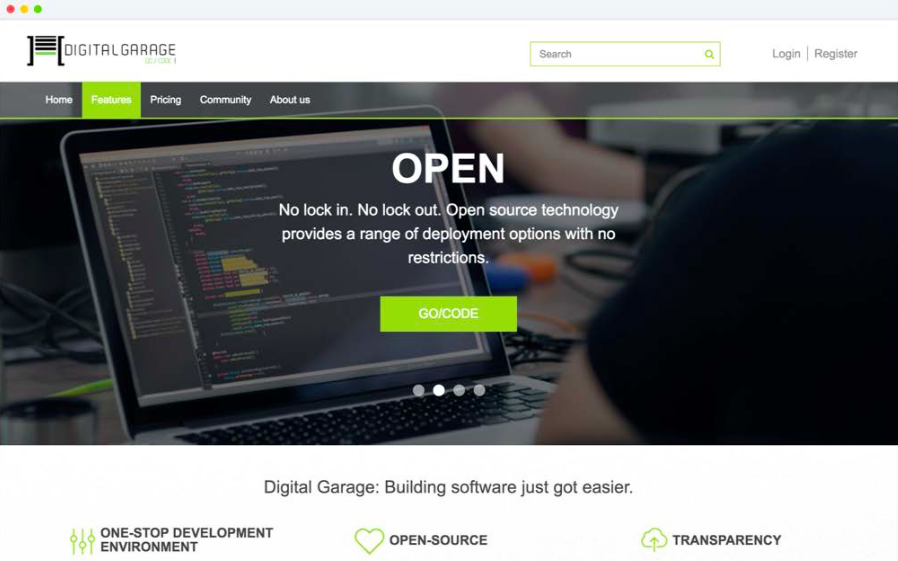 DIGITALGARAGE
GO / CODE
Search
Login
Register
Home
Features
Pricing
Community
About us
OPEN
No lock in. No lock out. Open source technology
provides a range of deployment options with no
restrictions.
GO/CODE
Digital Garage: Building software just got easier.
ONE-STOP DEVELOPMENT
ENVIRONMENT
OPEN-SOURCE
TRANSPARENCY